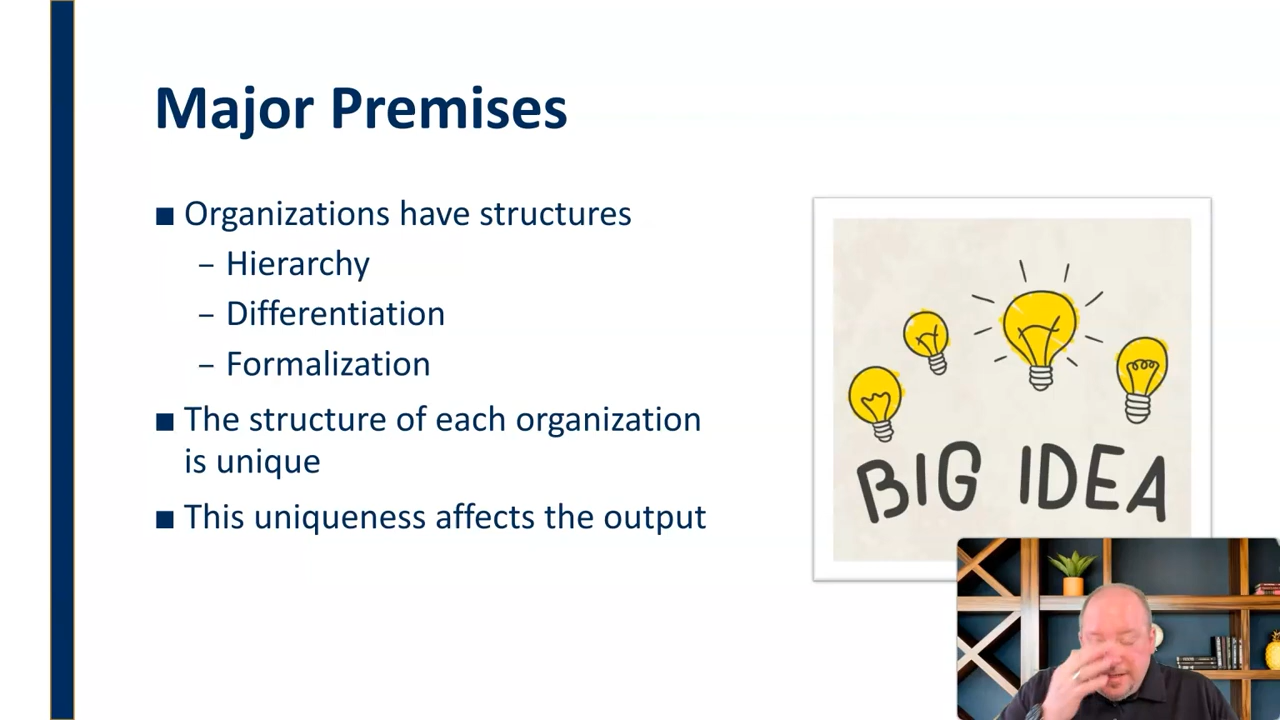 Major Premises
■ Organizations have structures
– Hierarchy
– Differentiation
– Formalization
■ The structure of each organization
is unique
■ This uniqueness affects the output
BIG IDEA